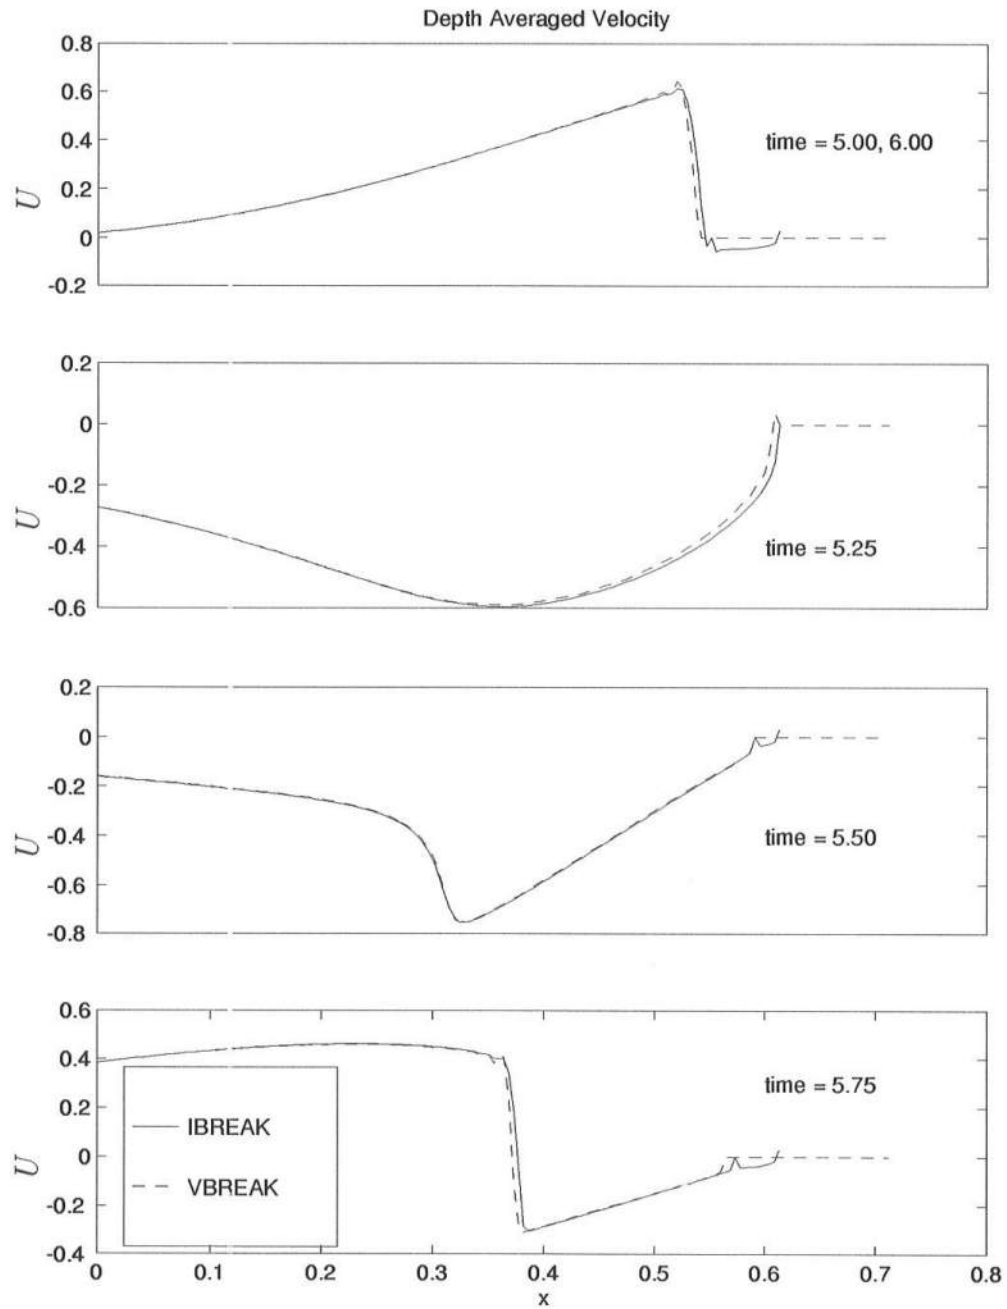 Depth Averaged Velocity
0.8
0.6
0.4
0.2
0
-0.2
U
time = 5.00, 6.00
0.2
0
-0.2
-0.4
-0.6
U
time = 5.25
0.2
0
-0.2
-0.4
-0.6
-0.8
U
time = 5.50
0.6
0.4
0.2
0
-0.2
-0.4
U
time = 5.75
IBREAK
VBREAK
0 0.1 0.2 0.3 0.4 0.5 0.6 0.7 0.8
x